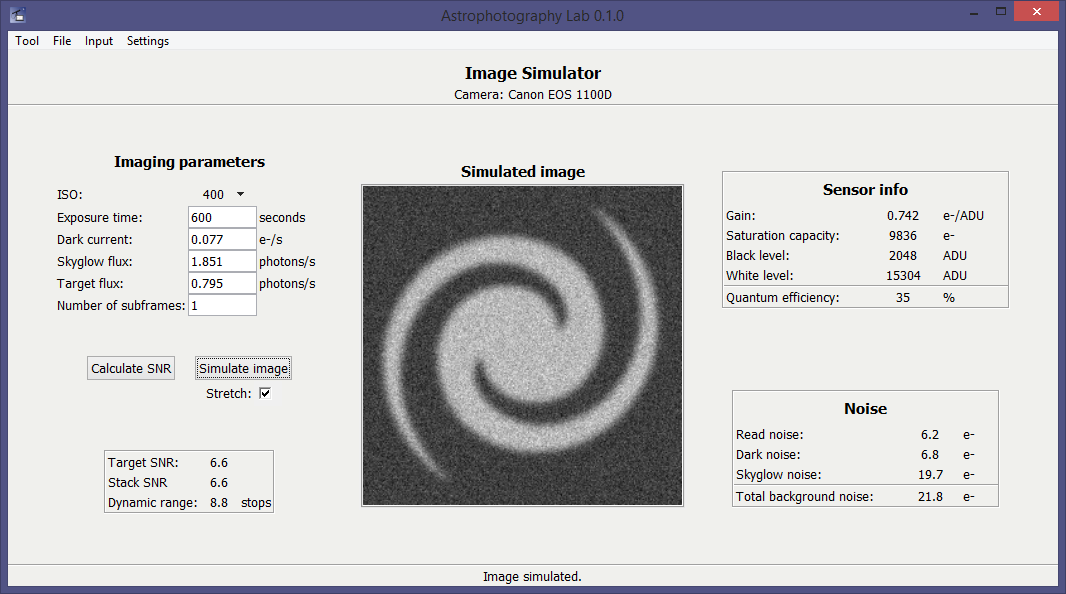 Astrophotography Lab 0.1.0
Tool File Input Settings
Image Simulator
Camera: Canon EOS 1100D
Imaging parameters
ISO: 400
Exposure time: 600 seconds
Dark current: 0.077 e-/s
Skyglow flux: 1.851 photons/s
Target flux: 0.795 photons/s
Number of subframes: 1
Calculate SNR Simulate image
Stretch:
Target SNR: 6.6
Stack SNR 6.6
Dynamic range: 8.8 stops
Simulated image
Sensor info
Gain: 0.742 e-/ADU
Saturation capacity: 9836 e-
Black level: 2048 ADU
White level: 15304 ADU
Quantum efficiency: 35 %
Noise
Read noise: 6.2 e-
Dark noise: 6.8 e-
Skyglow noise: 19.7 e-
Total background noise: 21.8 e-
Image simulated.